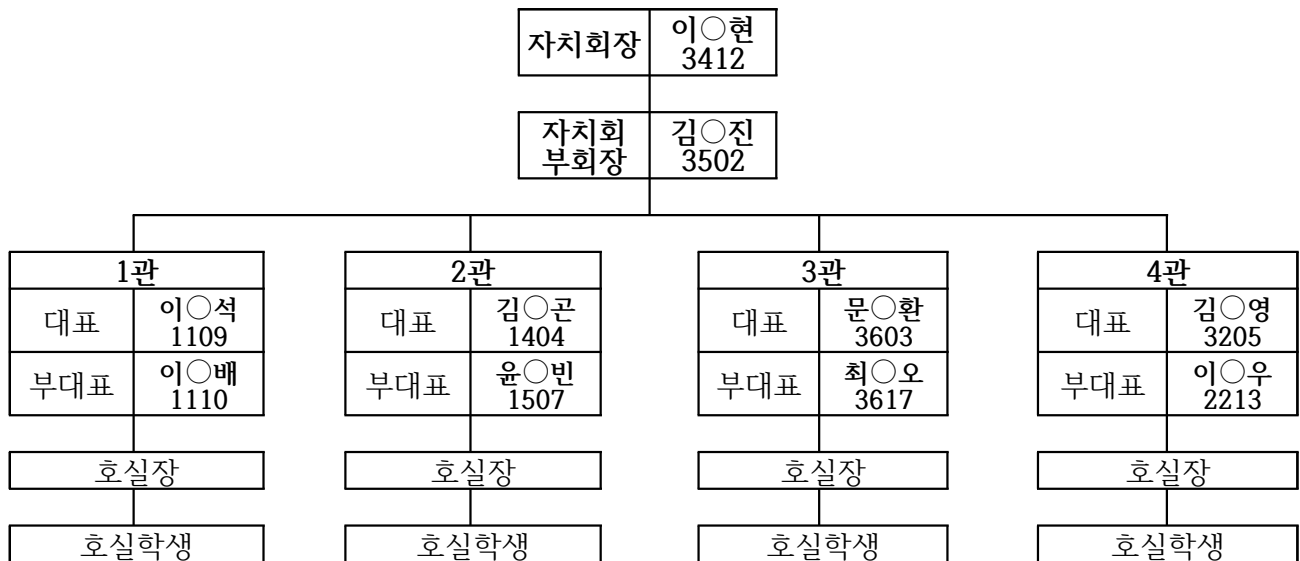 자치회장 이○현
3412
자치회
부회장 김○진
3502
1관 2관 3관 4관
대표 이○석
1109 대표 김○곤
1404 대표 문○환
3603 대표 김○영
3205
부대표 이○배
1110 부대표 윤○빈
1507 부대표 최○오
3617 부대표 이○우
2213
호실장 호실장 호실장 호실장
호실학생 호실학생 호실학생 호실학생